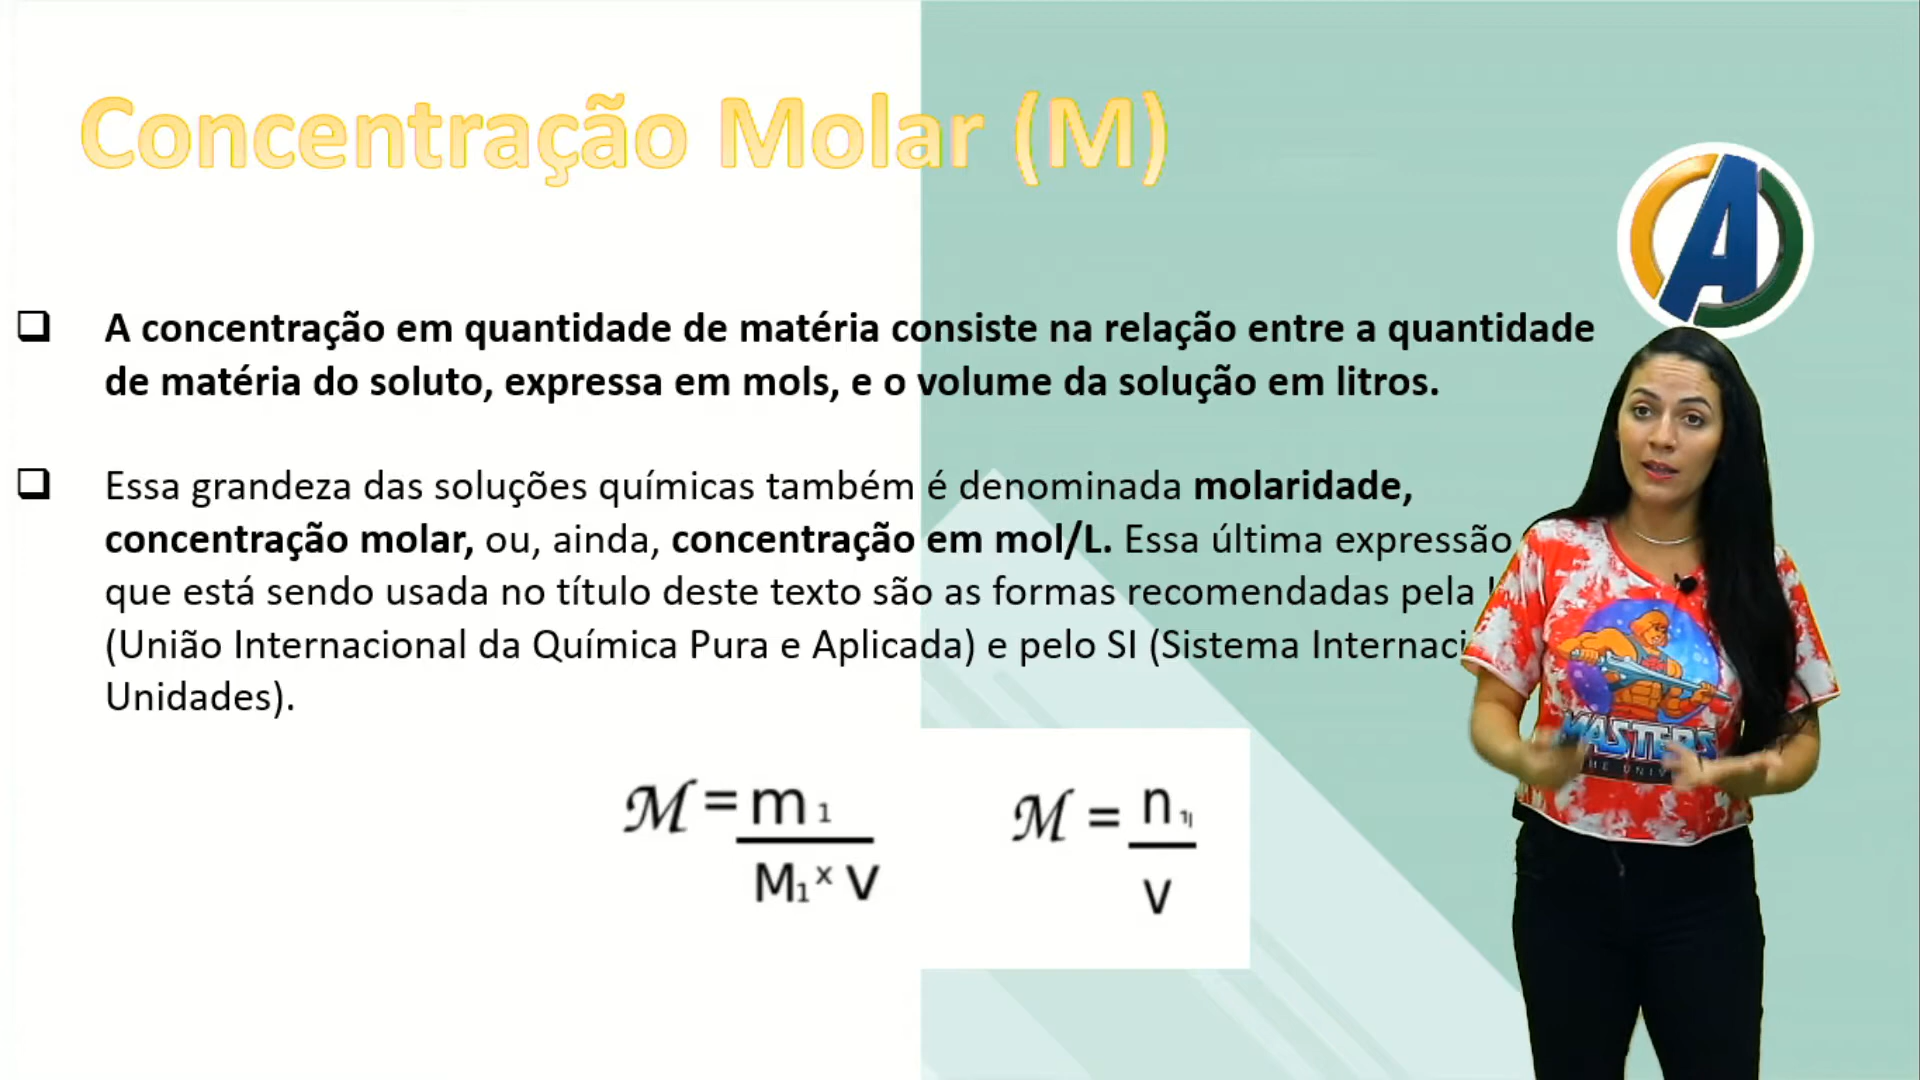 Concentração Molar (M)
A concentração em quantidade de matéria consiste na relação entre a quantidade
de matéria do soluto, expressa em mols, e o volume da solução em litros.
Essa grandeza das soluções químicas também é denominada molaridade,
concentração molar, ou, ainda, concentração em mol/L. Essa última expressão
que está sendo usada no título deste texto são as formas recomendadas pela
(União Internacional da Química Pura e Aplicada) e pelo SI (Sistema
Unidades).
ℳ = m₁
M₁ x V
ℳ = n₁
V
A
MASTERS